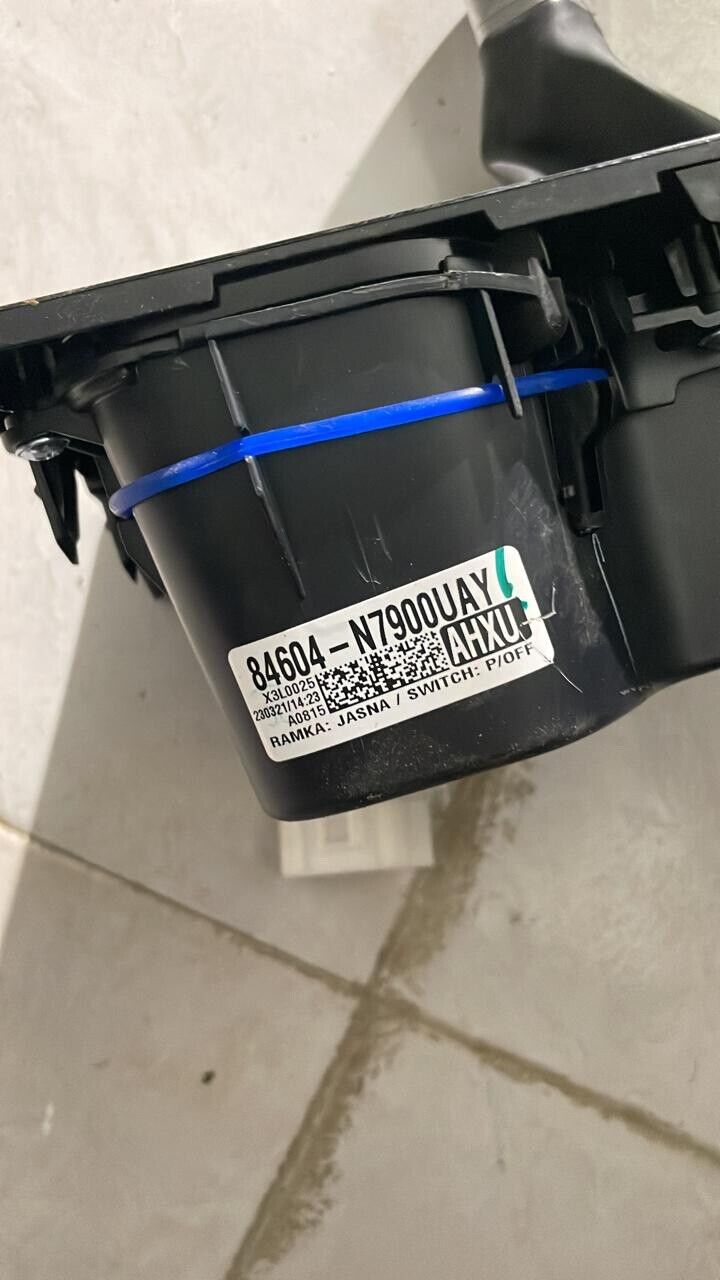 84604-N7900UAY
X3L0025
230321/14:23
A0815
AHXU
RAMKA: JASNA / SWITCH: P/OFF